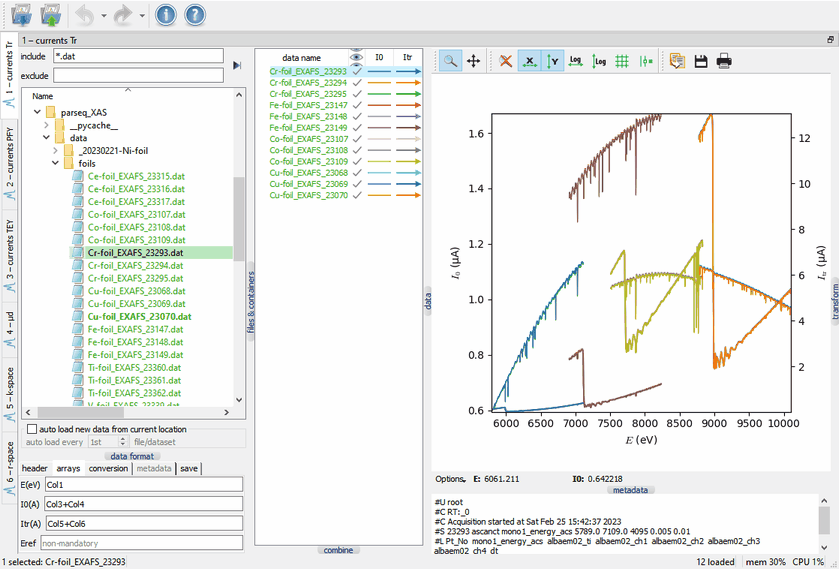 1 – currents Tr
include *.dat
exclude
Name
parseq_XAS
__pycache__
data
_20230221-Ni-foil
foils
Ce-foil_EXAFS_23315.dat
Ce-foil_EXAFS_23316.dat
Ce-foil_EXAFS_23317.dat
Co-foil_EXAFS_23107.dat
Co-foil_EXAFS_23108.dat
Co-foil_EXAFS_23109.dat
Cr-foil_EXAFS_23293.dat
Cr-foil_EXAFS_23294.dat
Cr-foil_EXAFS_23295.dat
Cu-foil_EXAFS_23068.dat
Cu-foil_EXAFS_23069.dat
Cu-foil_EXAFS_23070.dat
Fe-foil_EXAFS_23147.dat
Fe-foil_EXAFS_23148.dat
Fe-foil_EXAFS_23149.dat
Ti-foil_EXAFS_23360.dat
Ti-foil_EXAFS_23361.dat
Ti-foil_EXAFS_23362.dat
V-foil_EXAFS_23339.dat
auto load new data from current location
auto load every 1st file/dataset
data format
header arrays conversion metadata save
E(eV) Col1
I0(A) Col3+Col4
Itr(A) Col5+Col6
Eref non-mandatory
1 – currents Tr
2 – currents PFY
3 – currents TEY
4 – μd
5 – k-space
6 – r-space
files & containers
data name I0 Itr
Cr-foil_EXAFS_23293
Cr-foil_EXAFS_23294
Cr-foil_EXAFS_23295
Fe-foil_EXAFS_23147
Fe-foil_EXAFS_23148
Fe-foil_EXAFS_23149
Co-foil_EXAFS_23107
Co-foil_EXAFS_23108
Co-foil_EXAFS_23109
Cu-foil_EXAFS_23068
Cu-foil_EXAFS_23069
Cu-foil_EXAFS_23070
combine
data
X Y Log Log
1.6
1.4
1.2
1.0
0.8
0.6
I0 (μA)
12
10
8
6
4
2
Itr (μA)
6000 6500 7000 7500 8000 8500 9000 9500 10000
E (eV)
transform
Options, E: 6061.211 I0: 0.642218
metadata
#U root
#C RT:_0
#C Acquisition started at Sat Feb 25 15:42:37 2023
#S 23293 ascanct mono1_energy_acs 5789.0 7109.0 4095 0.005 0.01
#L Pt_No mono1_energy_acs albaem02_ti albaem02_ch1 albaem02_ch2 albaem02_ch3
albaem02_ch4 dt
1 selected: Cr-foil_EXAFS_23293
12 loaded mem 30% CPU 1%